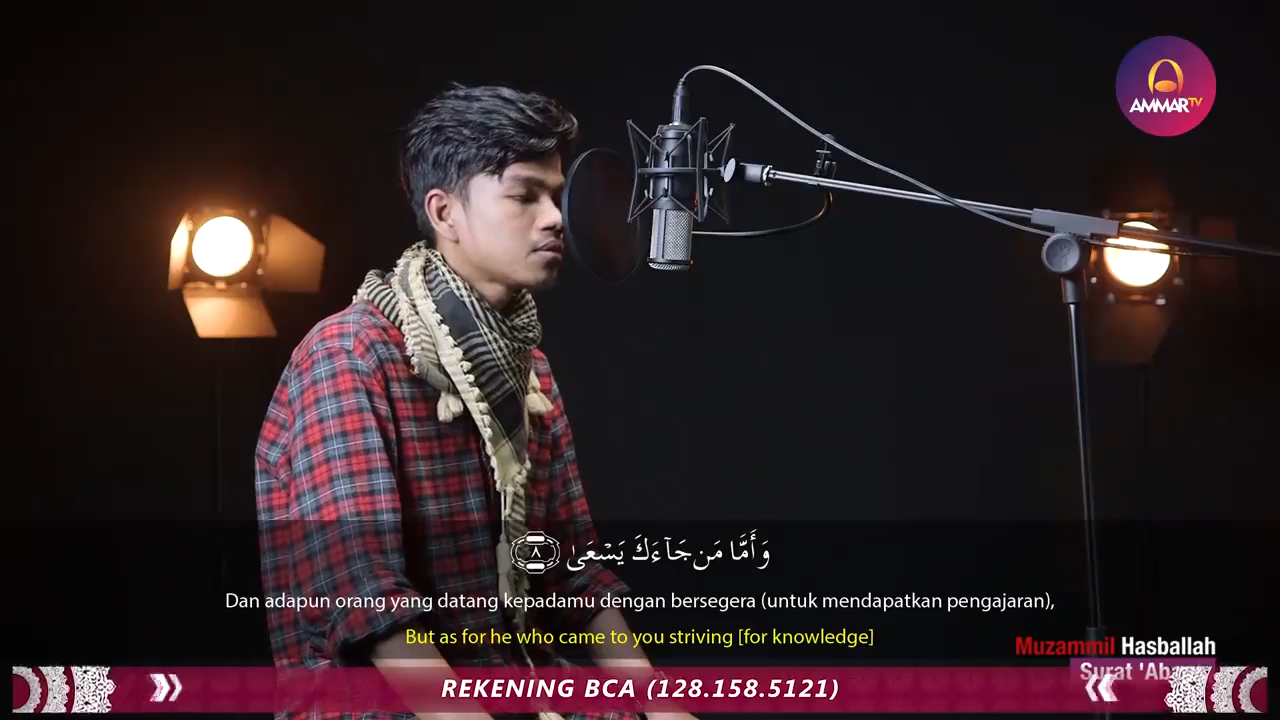 AMMAR TV
وَأَمَّا مَن جَآءَكَ يَسْعَىٰ ٨
Dan adapun orang yang datang kepadamu dengan bersegera (untuk mendapatkan pengajaran),
But as for he who came to you striving [for knowledge]
Muzammil Hasballah
Surat
REKENING BCA (128.158.5121)